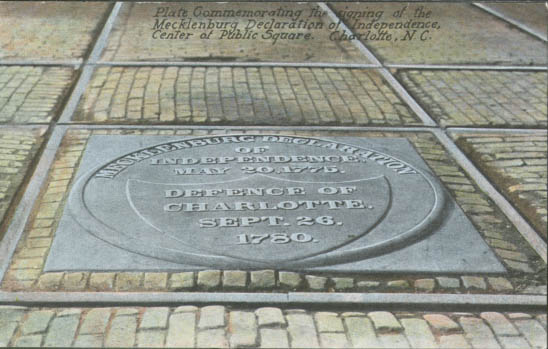 Plate Commemorating the signing of the
Mecklenburg Declaration of Independence,
Center of Public Square. Charlotte, N.C.
MECKLENBURG DECLARATION
OF
INDEPENDENCE.
MAY 20.1775.
DEFENCE OF
CHARLOTTE.
SEPT. 26.
1780.